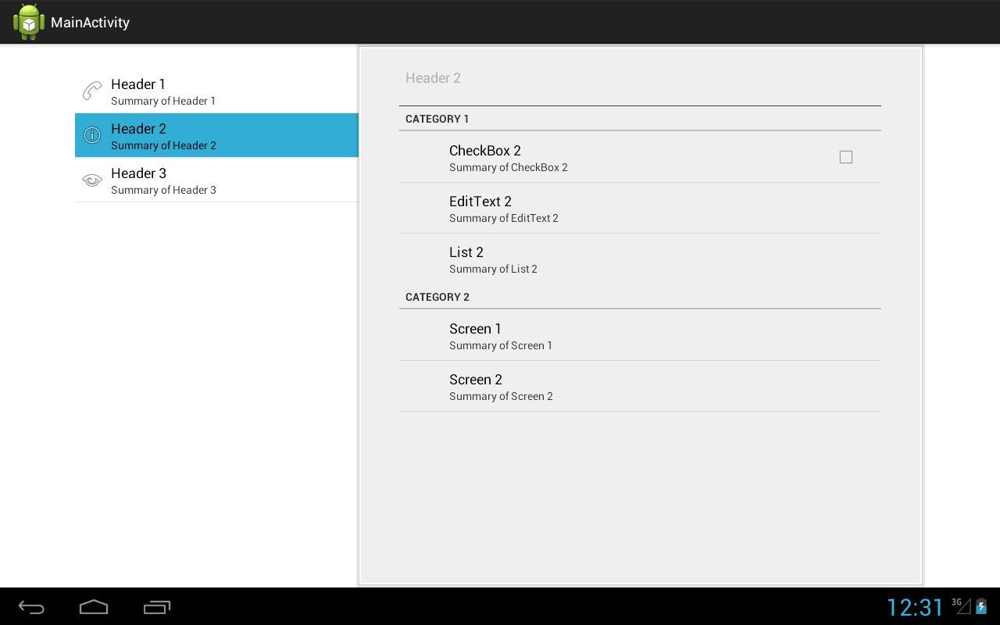 MainActivity
Header 1
Summary of Header 1
Header 2
Summary of Header 2
Header 3
Summary of Header 3
Header 2
CATEGORY 1
CheckBox 2
Summary of CheckBox 2
EditText 2
Summary of EditText 2
List 2
Summary of List 2
CATEGORY 2
Screen 1
Summary of Screen 1
Screen 2
Summary of Screen 2
12:31 3G